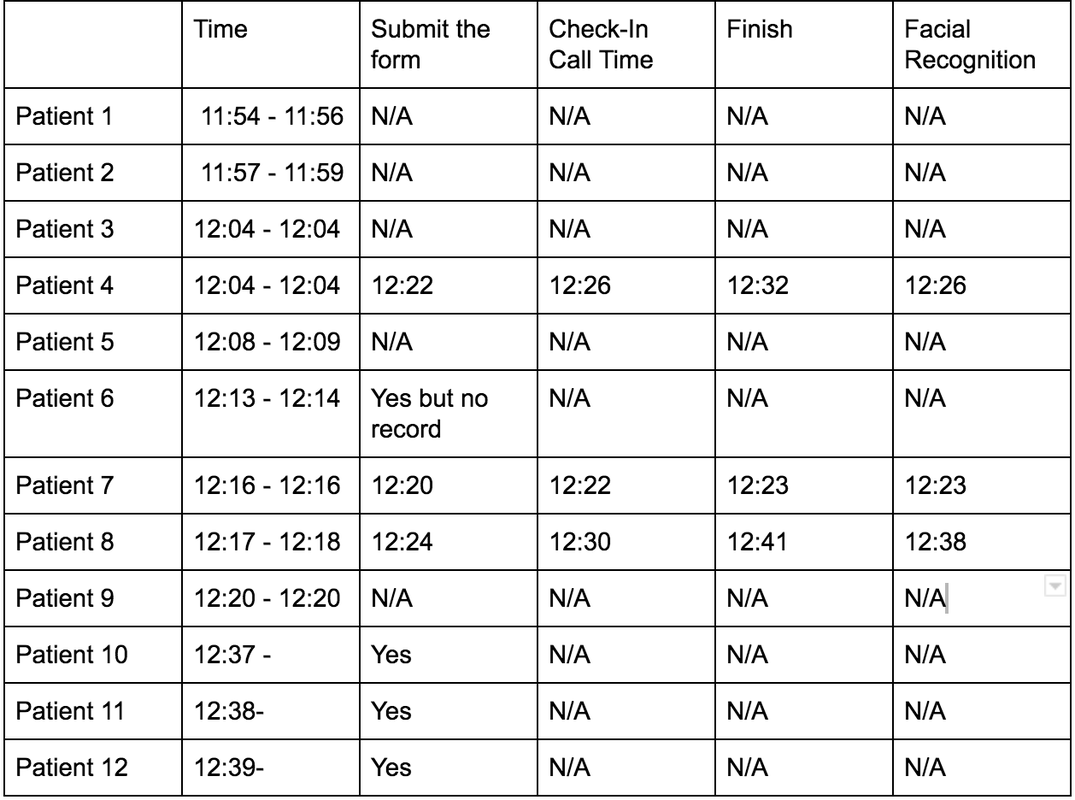 Time
Submit the
form
Check-In
Call Time
Finish
Facial
Recognition
Patient 1 11:54 - 11:56 N/A N/A N/A N/A
Patient 2 11:57 - 11:59 N/A N/A N/A N/A
Patient 3 12:04 - 12:04 N/A N/A N/A N/A
Patient 4 12:04 - 12:04 12:22 12:26 12:32 12:26
Patient 5 12:08 - 12:09 N/A N/A N/A N/A
Patient 6 12:13 - 12:14 Yes but no
record
N/A N/A N/A
Patient 7 12:16 - 12:16 12:20 12:22 12:23 12:23
Patient 8 12:17 - 12:18 12:24 12:30 12:41 12:38
Patient 9 12:20 - 12:20 N/A N/A N/A N/A
Patient 10 12:37 - Yes N/A N/A N/A
Patient 11 12:38- Yes N/A N/A N/A
Patient 12 12:39- Yes N/A N/A N/A